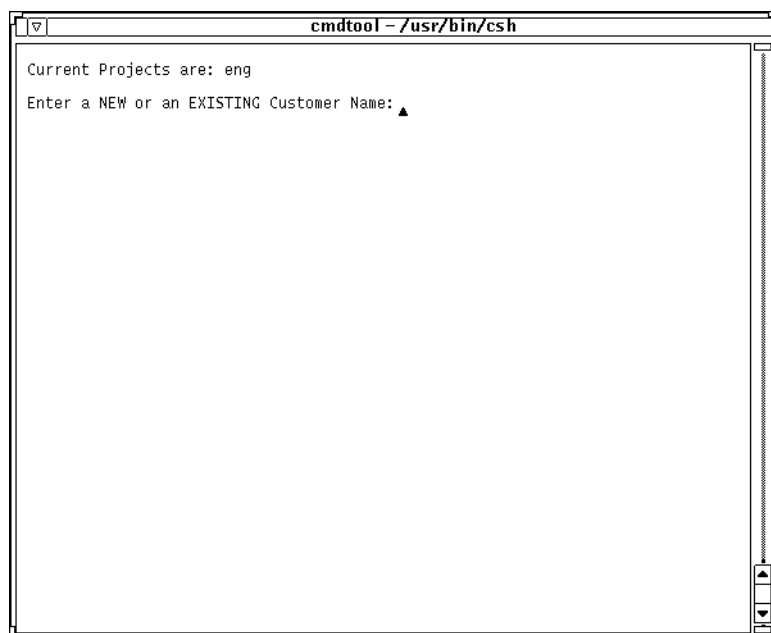 cmdtool – /usr/bin/csh
Current Projects are: eng
Enter a NEW or an EXISTING Customer Name: